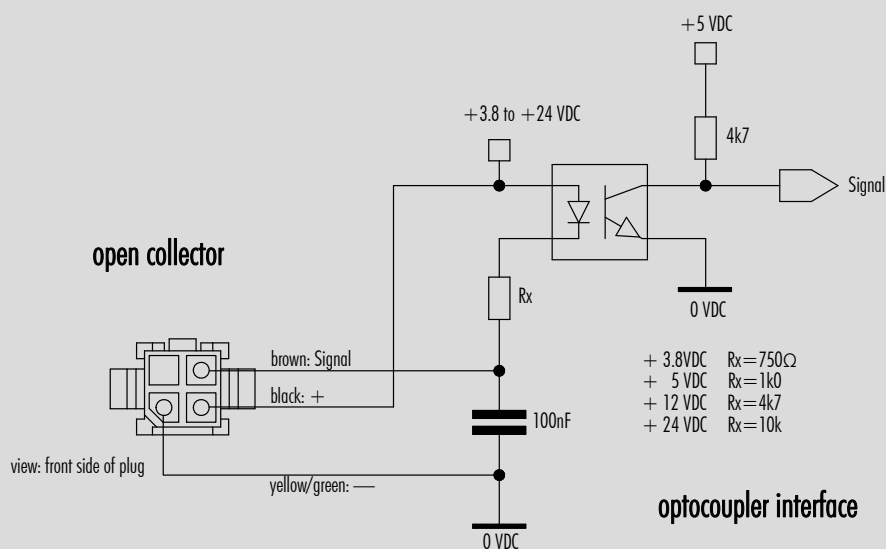 +5 VDC
+3.8 to +24 VDC
4k7
Signal
open collector
Rx
0 VDC
brown: Signal
black: +
+ 3.8VDC Rx=750Ω
+ 5 VDC Rx=1k0
+ 12 VDC Rx=4k7
+ 24 VDC Rx=10k
100nF
view: front side of plug
yellow/green: —
optocoupler interface
0 VDC